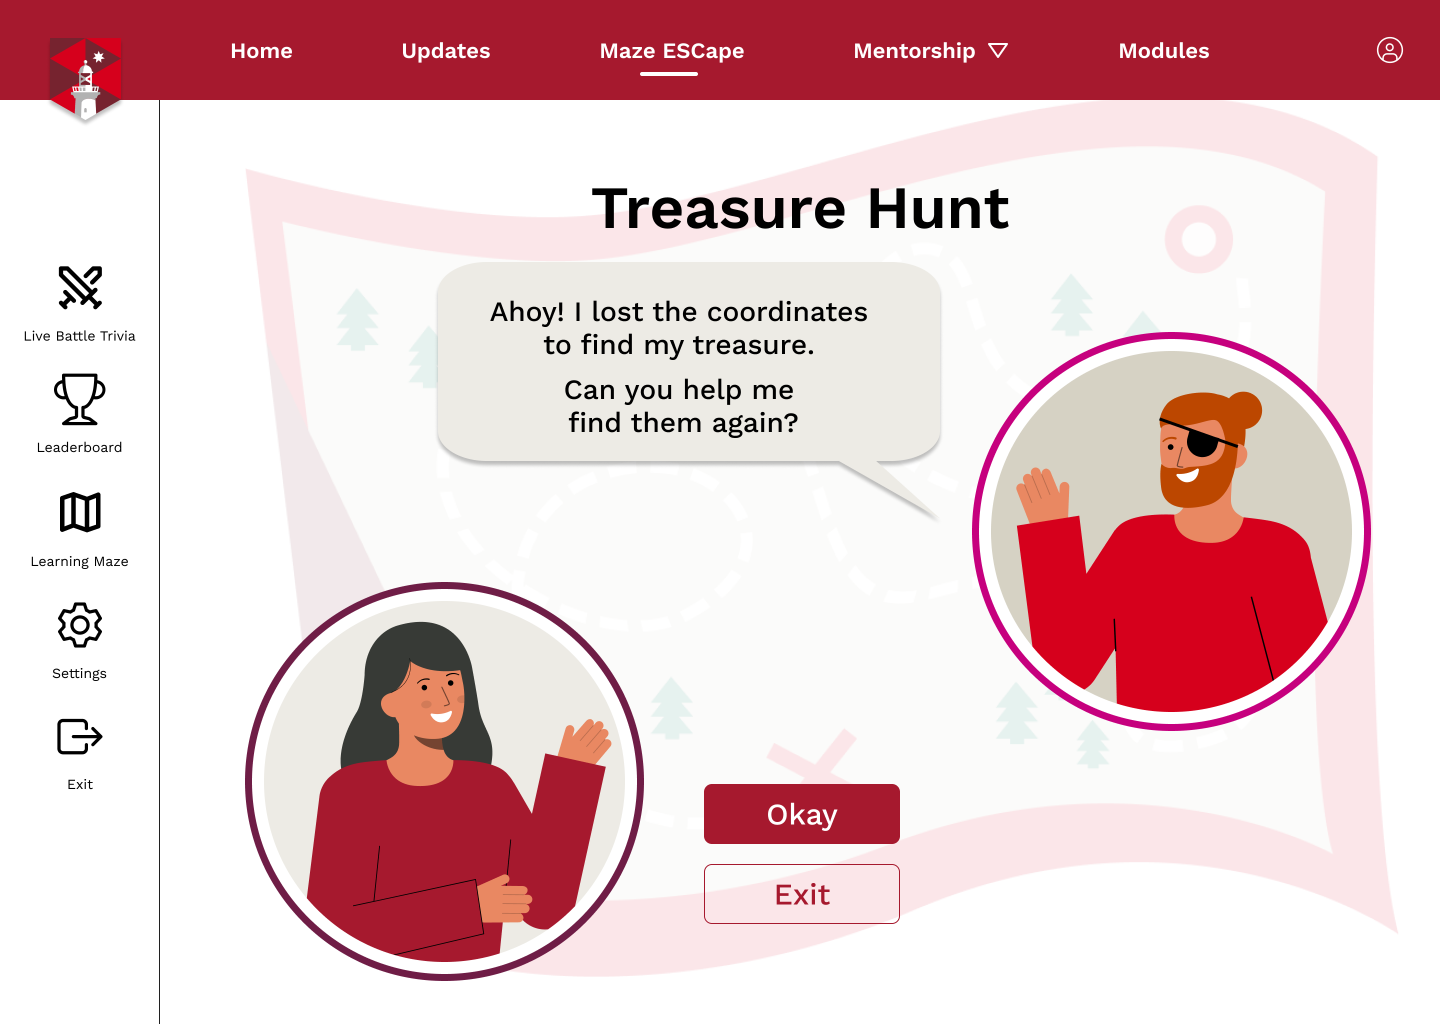 Home
Updates
Maze ESCape
Mentorship
Modules
Treasure Hunt
Ahoy! I lost the coordinates
to find my treasure.
Can you help me
find them again?
Live Battle Trivia
Leaderboard
Learning Maze
Settings
Exit
Okay
Exit